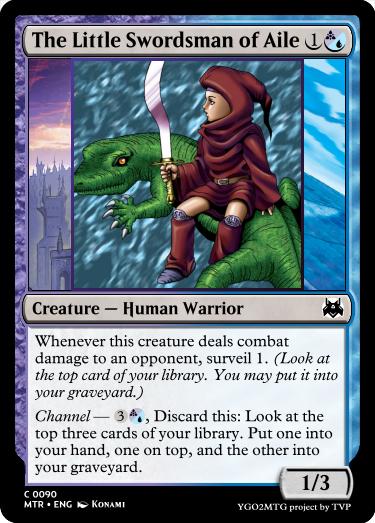 The Little Swordsman of Aile 1
Creature — Human Warrior
Whenever this creature deals combat
damage to an opponent, surveil 1. (Look at
the top card of your library. You may put it into
your graveyard.)
Channel — 3, Discard this: Look at the
top three cards of your library. Put one into
your hand, one on top, and the other into
your graveyard.
1/3
C 0090
MTR • ENG Konami
YGO2MTG project by TVP